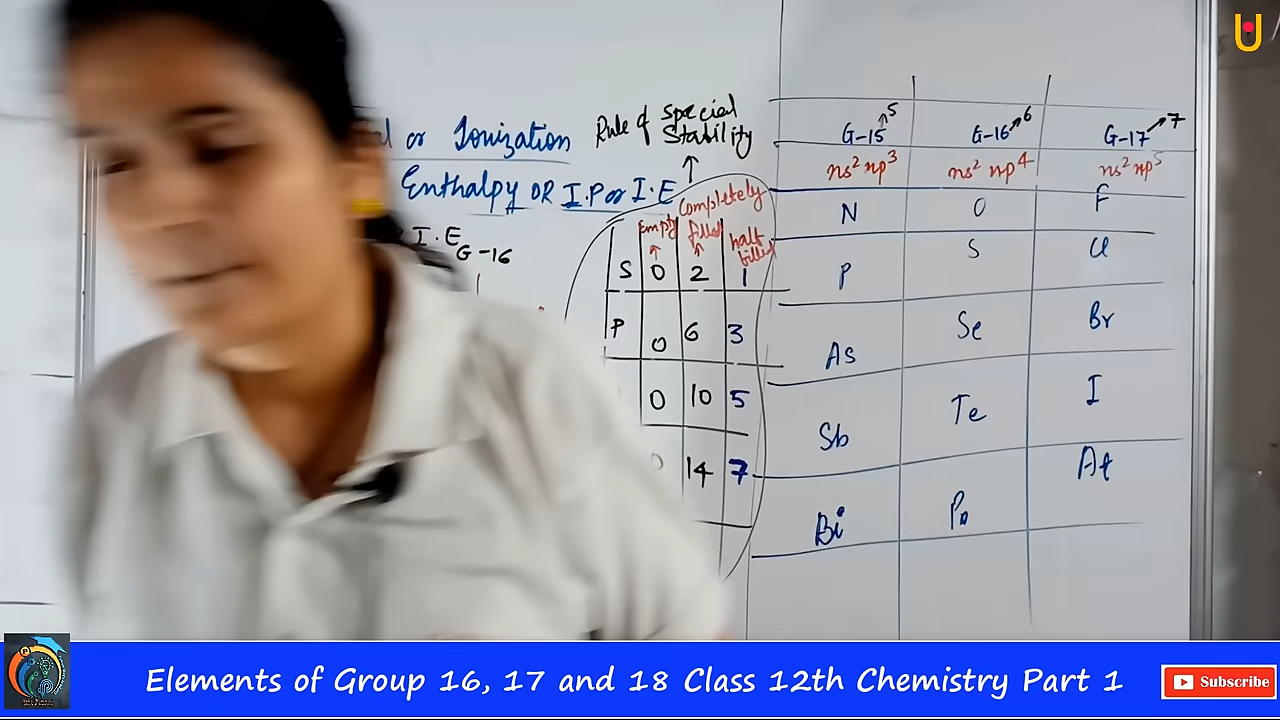 l or Ionization
Enthalpy OR I.P or I.E
I.E G-16
Rule of special
stability
Empty
Completely
filled
half
filled
S 0 2 1
P 0 6 3
0 10 5
0 14 7
5 6 7
G-15 G-16 G-17
ns² np³ ns² np⁴ ns² np⁵
N O F
P S Cl
As Se Br
Sb Te I
Bi Po At
Elements of Group 16, 17 and 18 Class 12th Chemistry Part 1
Subscribe